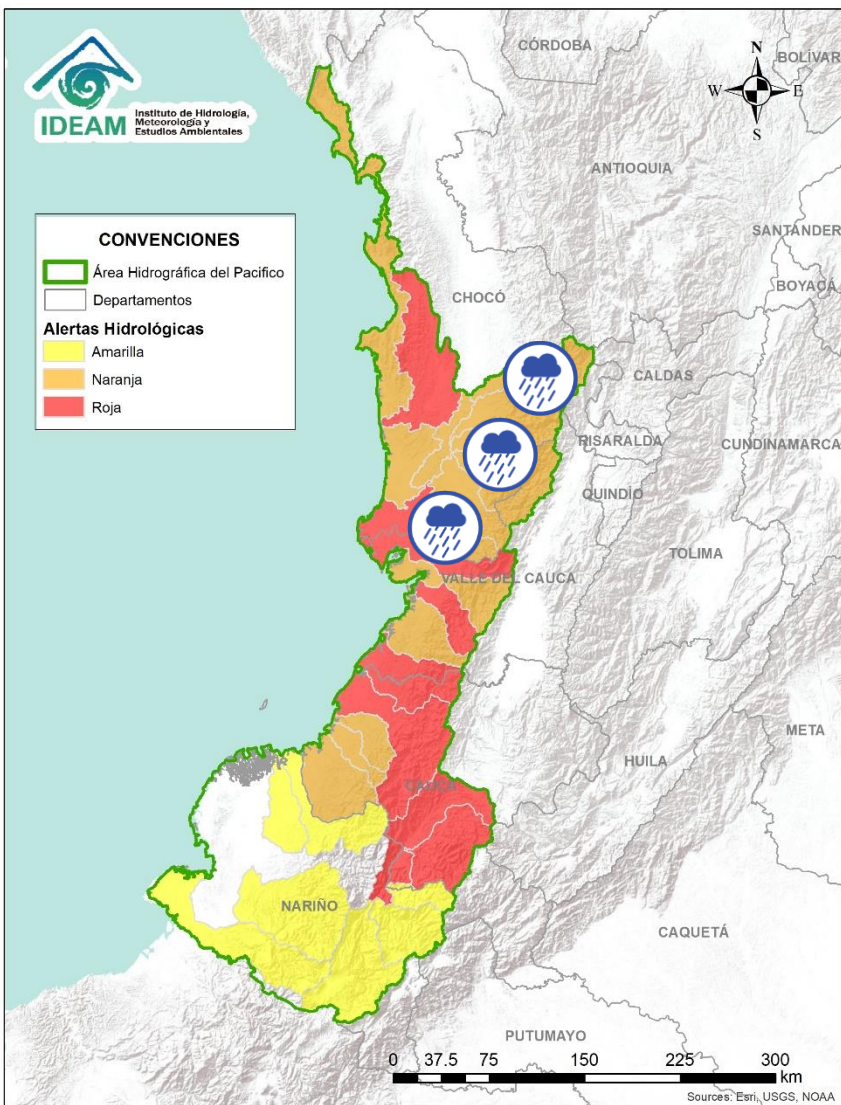 IDEAM
Instituto de Hidrología,
Meteorología y
Estudios Ambientales
N
W
E
S
CÓRDOBA
BOLÍVAR
ANTIOQUIA
SANTANDER
BOYACÁ
CHOCÓ
CALDAS
RISARALDA
CUNDINAMARCA
QUINDÍO
TOLIMA
VALLE DEL CAUCA
META
HUILA
CAUCA
NARIÑO
CAQUETÁ
PUTUMAYO
CONVENCIONES
Área Hidrográfica del Pacifico
Departamentos
Alertas Hidrológicas
Amarilla
Naranja
Roja
0 37.5 75 150 225 300
km
Sources: Esri, USGS, NOAA